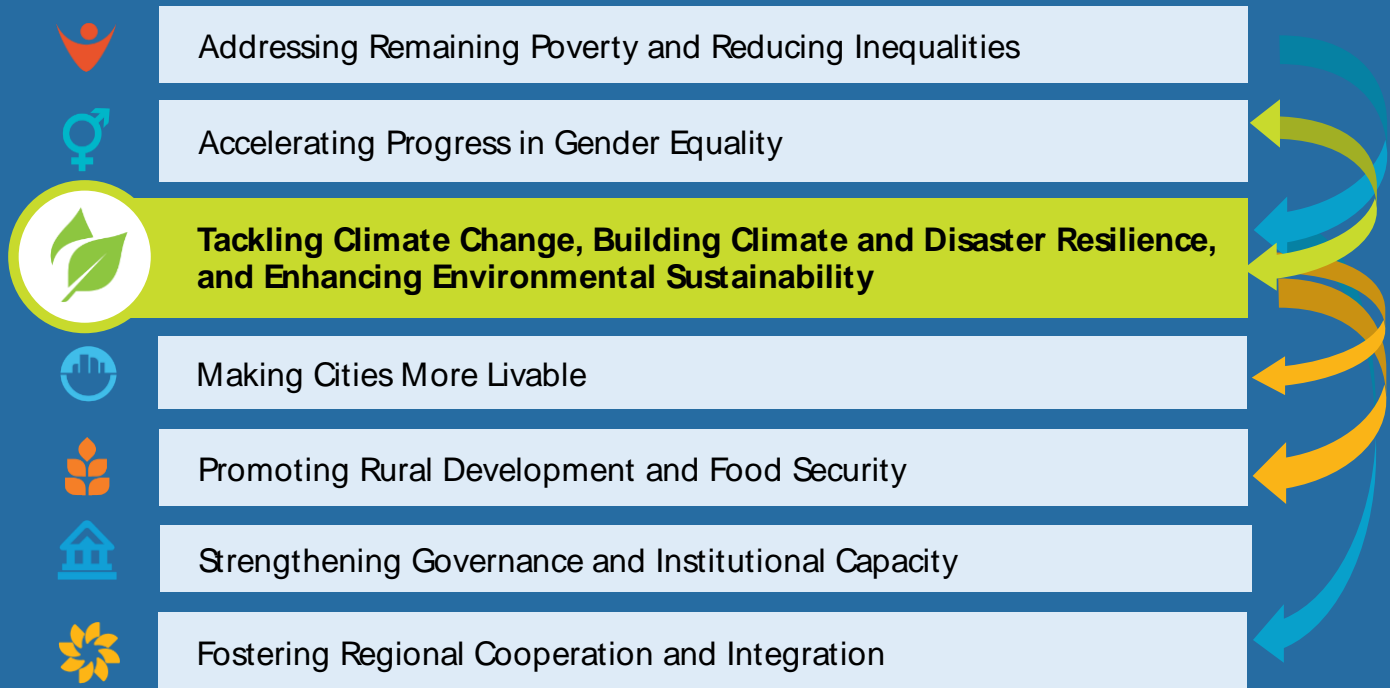 Addressing Remaining Poverty and Reducing Inequalities
Accelerating Progress in Gender Equality
Tackling Climate Change, Building Climate and Disaster Resilience,
and Enhancing Environmental Sustainability
Making Cities More Livable
Promoting Rural Development and Food Security
Strengthening Governance and Institutional Capacity
Fostering Regional Cooperation and Integration